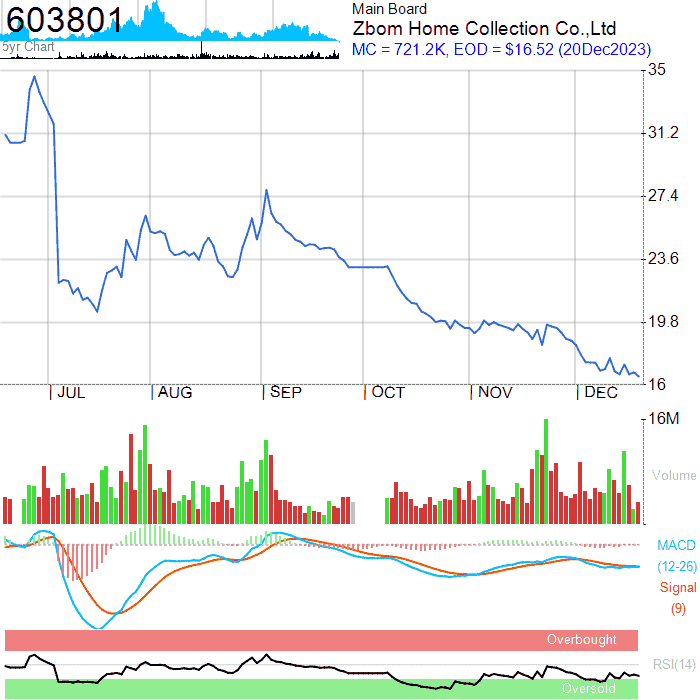 603801
5yr Chart
Main Board
Zbom Home Collection Co.,Ltd
MC = 721.2K, EOD = $16.52 (20Dec2023)
35
31.2
27.4
23.6
19.8
16
JUL
AUG
SEP
OCT
NOV
DEC
16M
Volume
MACD
(12-26)
Signal
(9)
Overbought
RSI(14)
Oversold